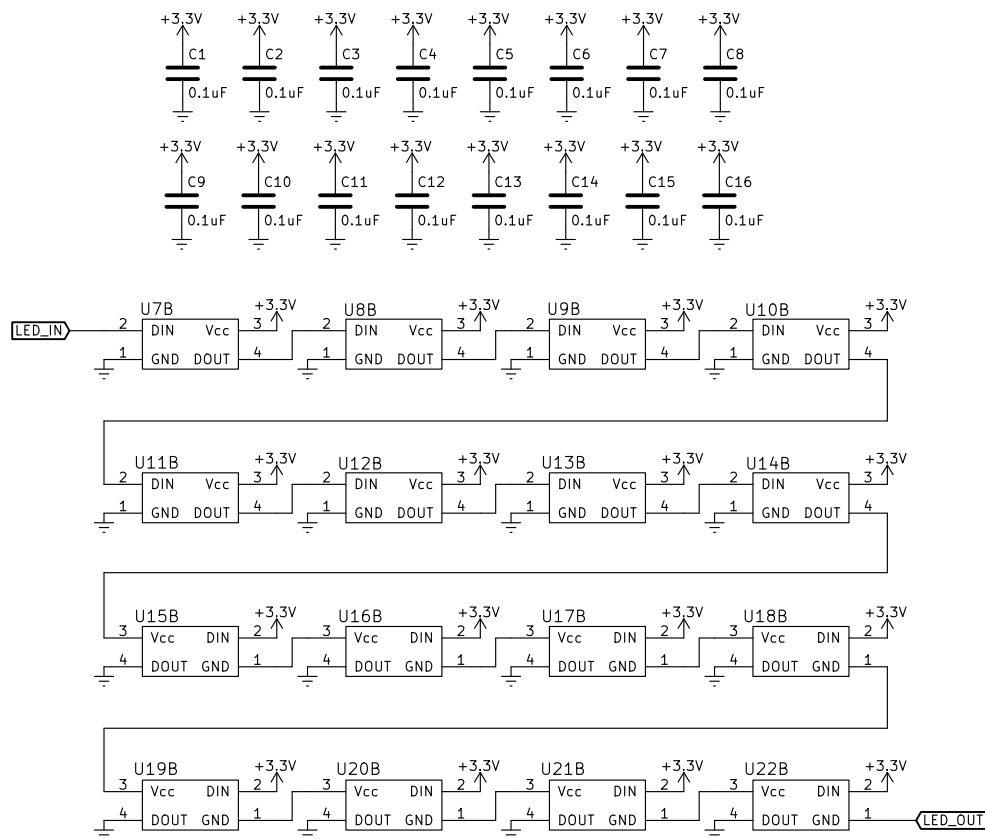 +3.3V +3.3V +3.3V +3.3V +3.3V +3.3V +3.3V +3.3V
C1 C2 C3 C4 C5 C6 C7 C8
0.1uF 0.1uF 0.1uF 0.1uF 0.1uF 0.1uF 0.1uF 0.1uF
+3.3V +3.3V +3.3V +3.3V +3.3V +3.3V +3.3V +3.3V
C9 C10 C11 C12 C13 C14 C15 C16
0.1uF 0.1uF 0.1uF 0.1uF 0.1uF 0.1uF 0.1uF 0.1uF
U7B +3.3V U8B +3.3V U9B +3.3V U10B +3.3V
LED_IN 2 DIN Vcc 3 2 DIN Vcc 3 2 DIN Vcc 3 2 DIN Vcc 3
1 GND DOUT 4 1 GND DOUT 4 1 GND DOUT 4 1 GND DOUT 4
U11B +3.3V U12B +3.3V U13B +3.3V U14B +3.3V
2 DIN Vcc 3 2 DIN Vcc 3 2 DIN Vcc 3 2 DIN Vcc 3
1 GND DOUT 4 1 GND DOUT 4 1 GND DOUT 4 1 GND DOUT 4
U15B +3.3V U16B +3.3V U17B +3.3V U18B +3.3V
3 Vcc DIN 2 3 Vcc DIN 2 3 Vcc DIN 2 3 Vcc DIN 2
4 DOUT GND 1 4 DOUT GND 1 4 DOUT GND 1 4 DOUT GND 1
U19B +3.3V U20B +3.3V U21B +3.3V U22B +3.3V
3 Vcc DIN 2 3 Vcc DIN 2 3 Vcc DIN 2 3 Vcc DIN 2
4 DOUT GND 1 4 DOUT GND 1 4 DOUT GND 1 4 DOUT GND 1 LED_OUT